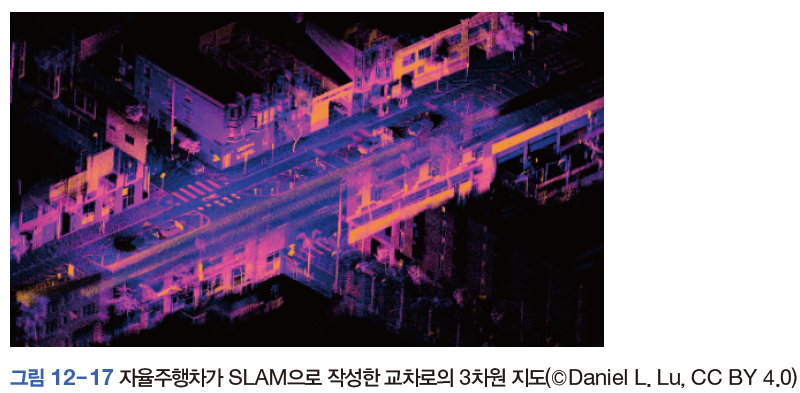 그림 12-17 자율주행차가 SLAM으로 작성한 교차로의 3차원 지도(©Daniel L. Lu, CC BY 4.0)